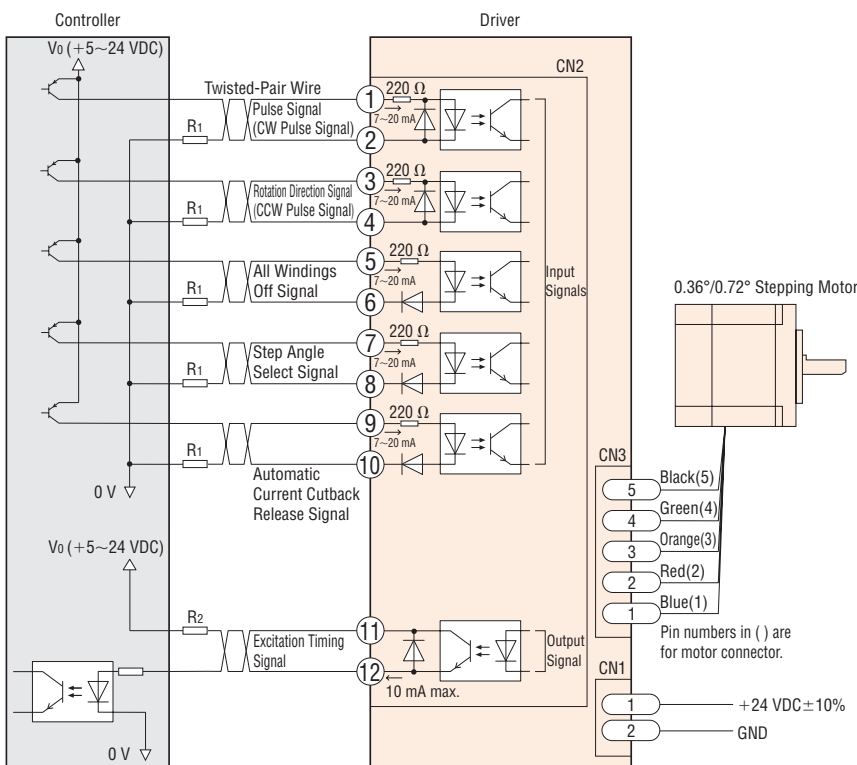 Controller
Driver
V0 (+5~24 VDC)
CN2
Twisted-Pair Wire
Pulse Signal
(CW Pulse Signal)
R1
1
220 Ω
7~20 mA
2
Rotation Direction Signal
(CCW Pulse Signal)
R1
3
220 Ω
7~20 mA
4
All Windings
Off Signal
R1
5
220 Ω
7~20 mA
6
Input
Signals
Step Angle
Select Signal
R1
7
220 Ω
7~20 mA
8
R1
9
220 Ω
7~20 mA
10
Automatic
Current Cutback
Release Signal
0 V
0.36°/0.72° Stepping Motor
CN3
5 Black(5)
4 Green(4)
3 Orange(3)
2 Red(2)
1 Blue(1)
Pin numbers in ( ) are
for motor connector.
V0 (+5~24 VDC)
R2
Excitation Timing
Signal
11
12
10 mA max.
Output
Signal
0 V
CN1
1 +24 VDC±10%
2 GND